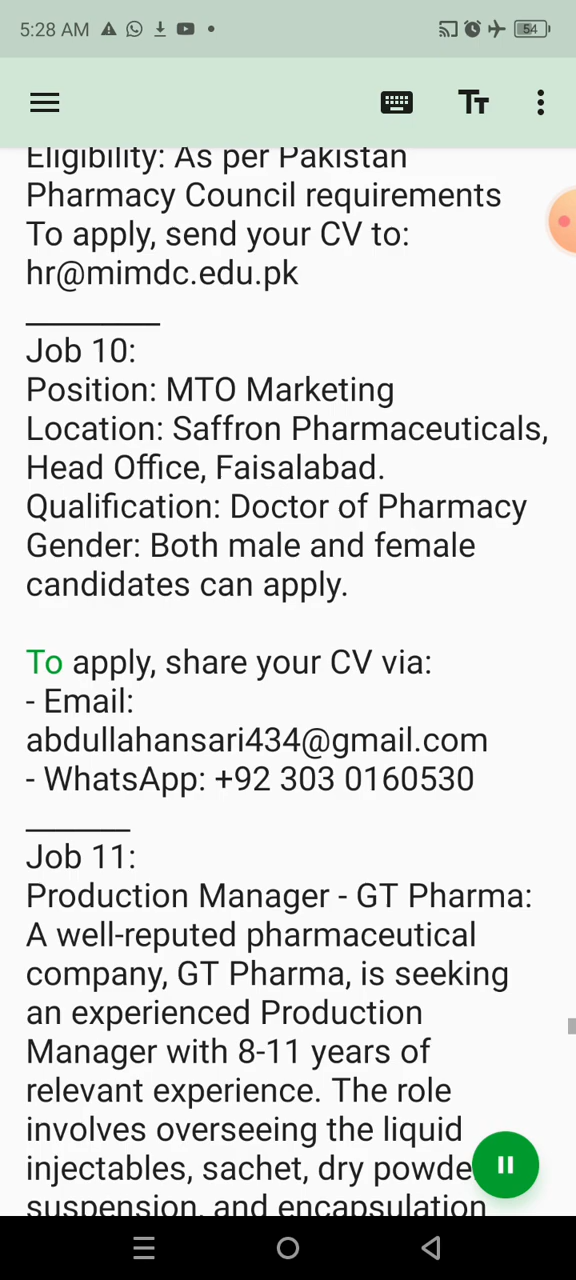 5:28 AM
54
Eligibility: As per Pakistan
Pharmacy Council requirements
To apply, send your CV to:
hr@mimdc.edu.pk
Job 10:
Position: MTO Marketing
Location: Saffron Pharmaceuticals,
Head Office, Faisalabad.
Qualification: Doctor of Pharmacy
Gender: Both male and female
candidates can apply.
To apply, share your CV via:
- Email:
abdullahansari434@gmail.com
- WhatsApp: +92 303 0160530
Job 11:
Production Manager - GT Pharma:
A well-reputed pharmaceutical
company, GT Pharma, is seeking
an experienced Production
Manager with 8-11 years of
relevant experience. The role
involves overseeing the liquid
injectables, sachet, dry powde
suspension, and encapsulation